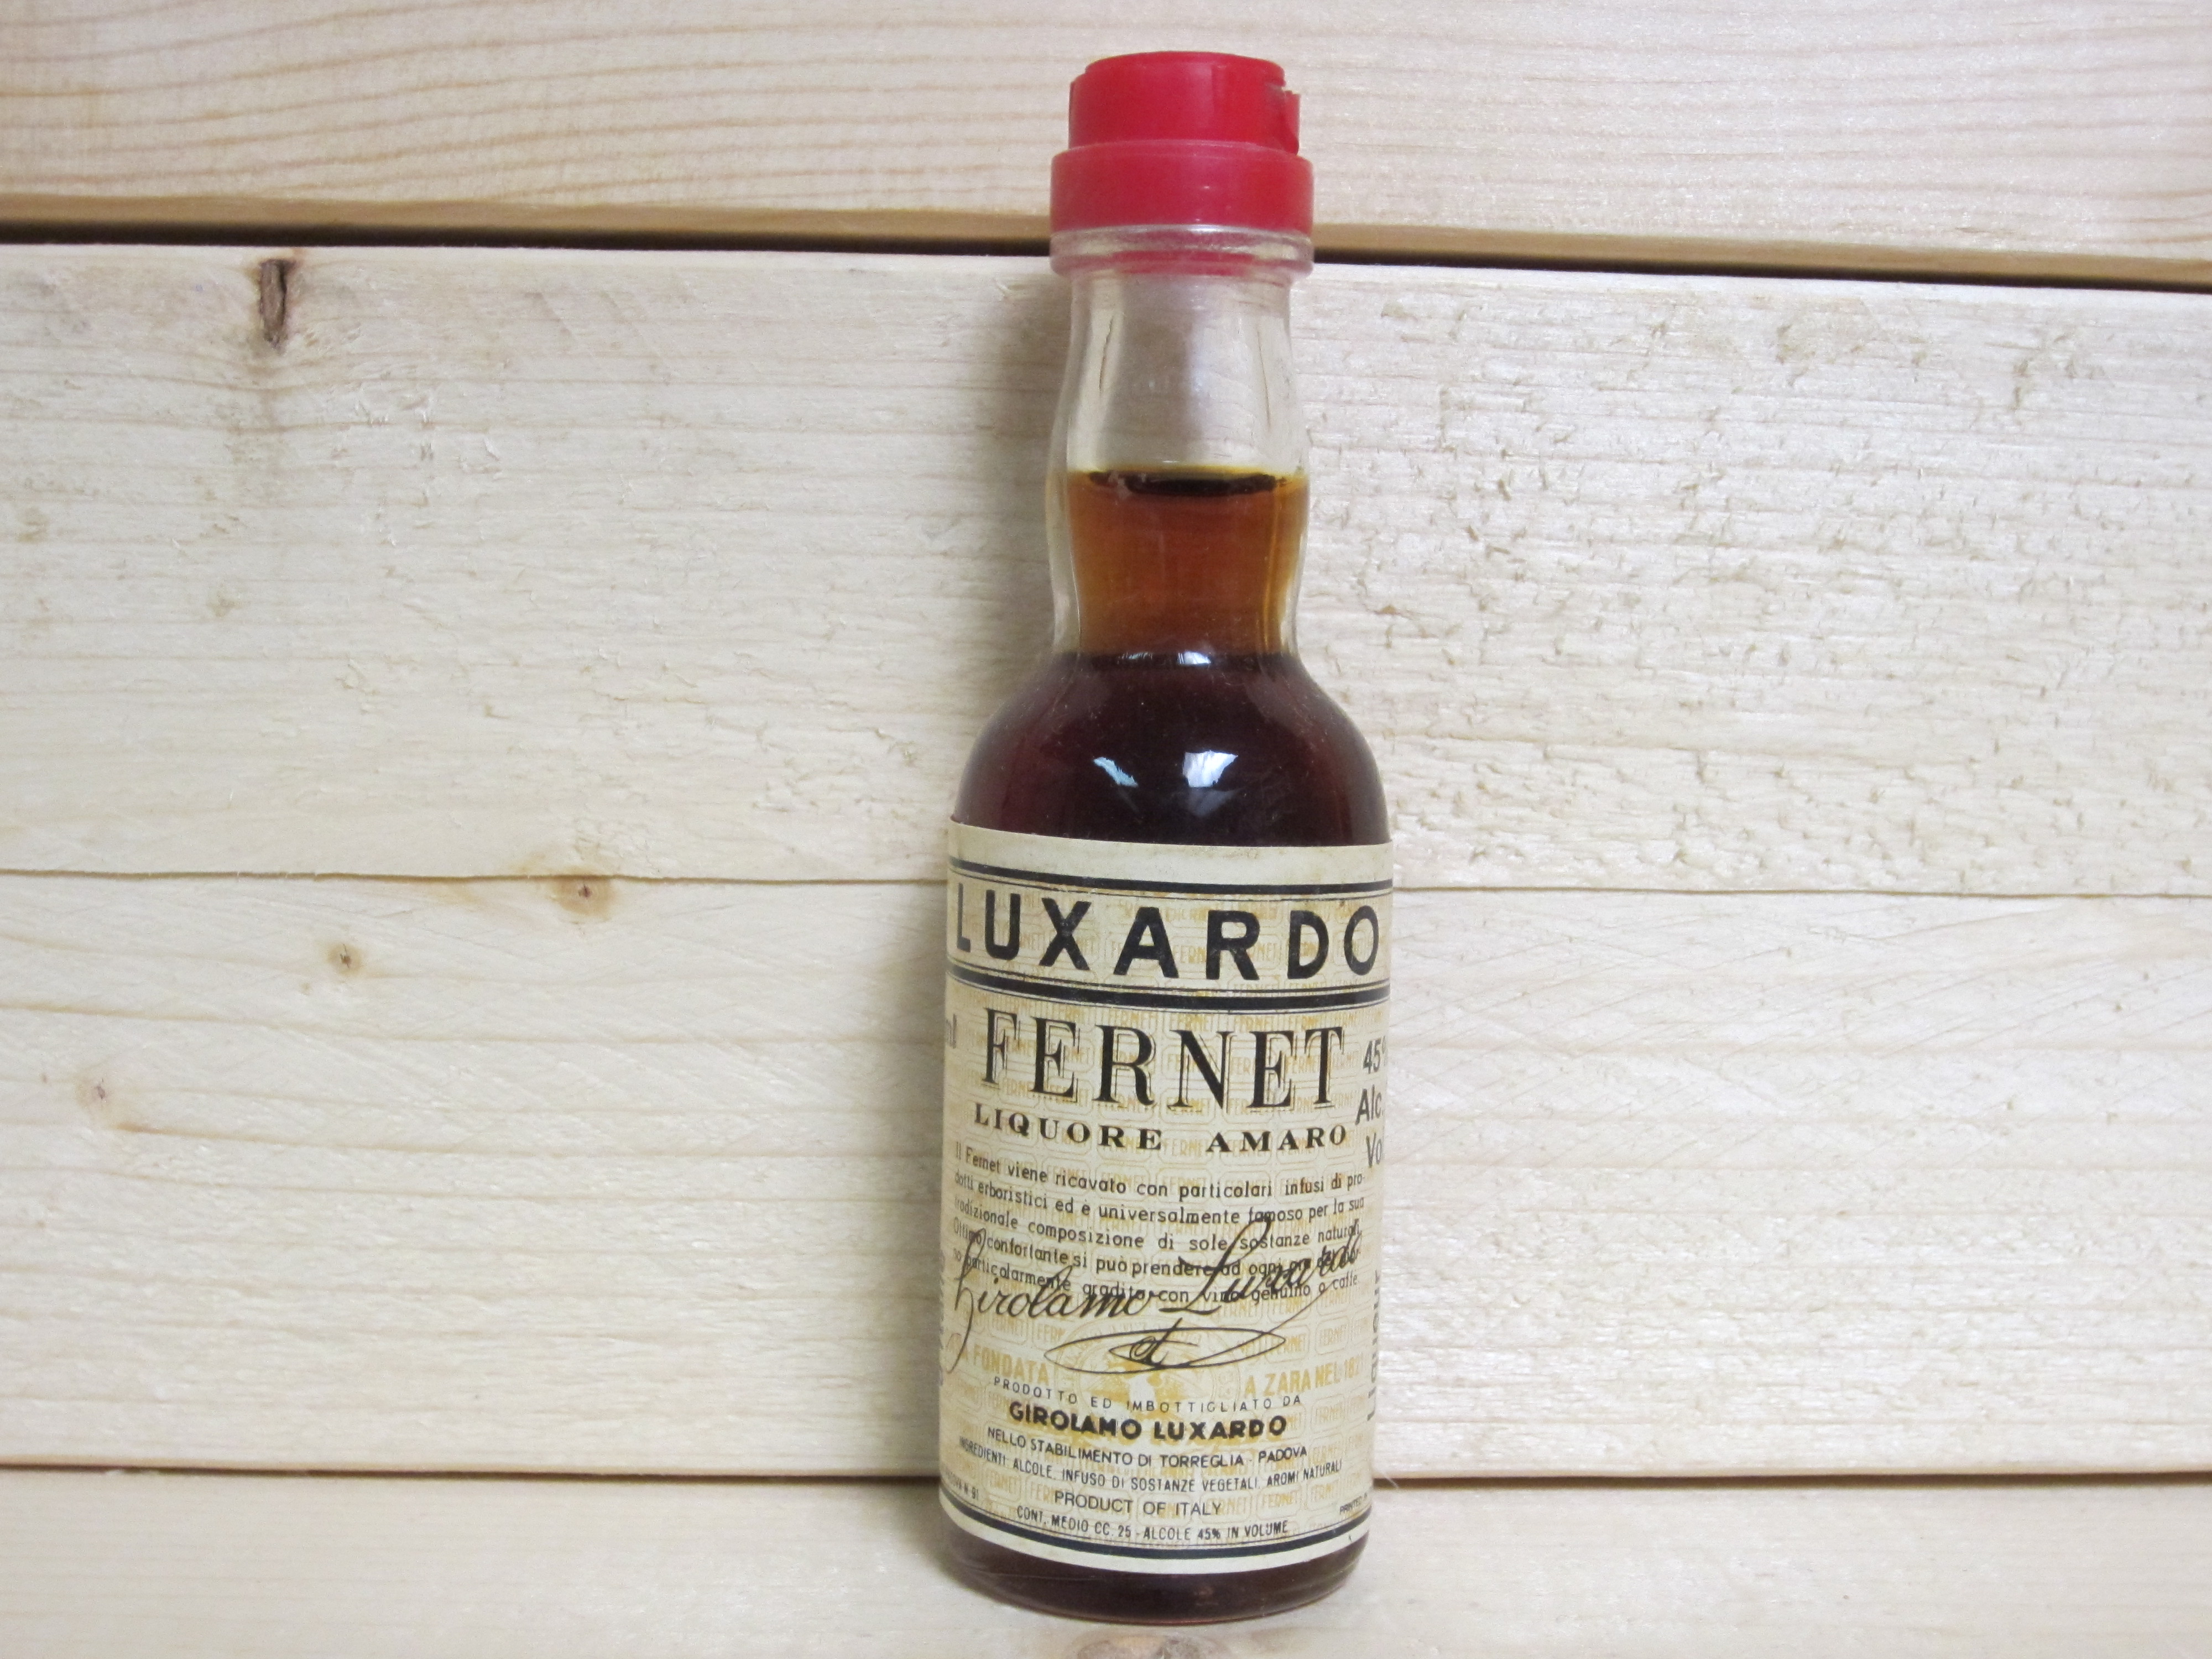 LUXARDO
FERNET
45%
Alc.
LIQUORE AMARO
Il Fernet viene ricavato con particolari infusi di pro-
dotti erboristici ed è universalmente famoso per la sua
tradizionale composizione di sole sostanze naturali.
Ottimo confortante si può prendere ad ogni
particolarmente gradito con vino genuino o caffè
Girolamo Luxardo
FONDATA A ZARA NEL
PRODOTTO ED IMBOTTIGLIATO DA
GIROLAMO LUXARDO
NELLO STABILIMENTO DI TORREGLIA - PADOVA
INGREDIENTI: ALCOLE, INFUSO DI SOSTANZE VEGETALI, AROMI NATURALI
PRODUCT OF ITALY
CONT. MEDIO CC. 25 - ALCOLE 45% IN VOLUME